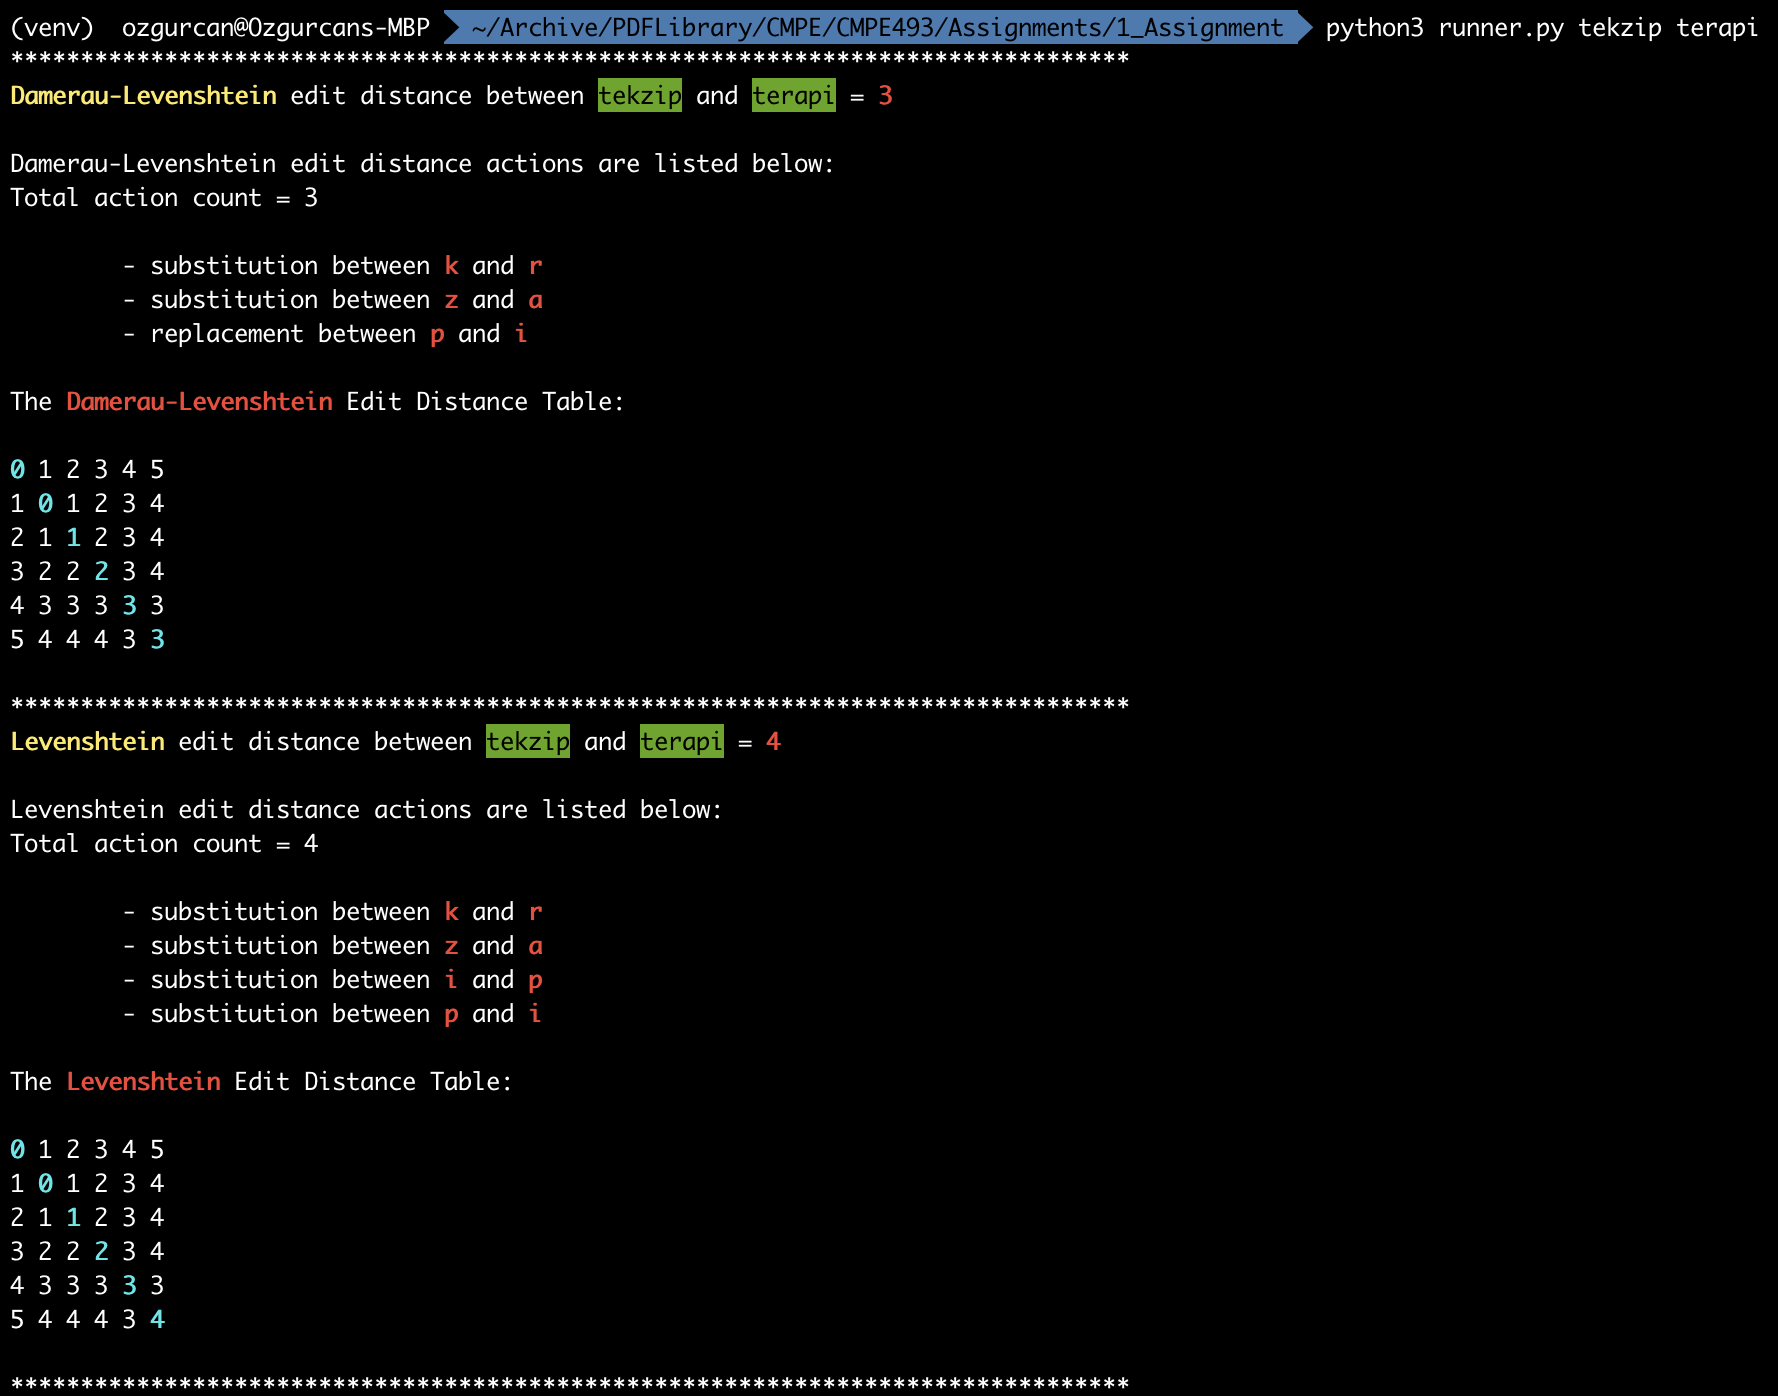 (venv) ozgurcan@Ozgurcans-MBP ~/Archive/PDFLibrary/CMPE/CMPE493/Assignments/1_Assignment python3 runner.py tekzip terapi
********************************************************************************
Damerau-Levenshtein edit distance between tekzip and terapi = 3
Damerau-Levenshtein edit distance actions are listed below:
Total action count = 3
- substitution between k and r
- substitution between z and a
- replacement between p and i
The Damerau-Levenshtein Edit Distance Table:
0 1 2 3 4 5
1 0 1 2 3 4
2 1 1 2 3 4
3 2 2 2 3 4
4 3 3 3 3 3
5 4 4 4 3 3
********************************************************************************
Levenshtein edit distance between tekzip and terapi = 4
Levenshtein edit distance actions are listed below:
Total action count = 4
- substitution between k and r
- substitution between z and a
- substitution between i and p
- substitution between p and i
The Levenshtein Edit Distance Table:
0 1 2 3 4 5
1 0 1 2 3 4
2 1 1 2 3 4
3 2 2 2 3 4
4 3 3 3 3 3
5 4 4 4 3 4
********************************************************************************